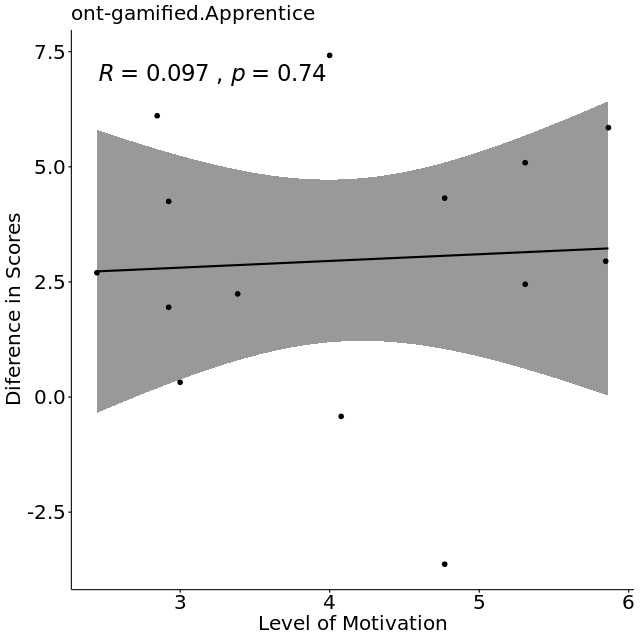 ont-gamified.Apprentice
R = 0.097 , p = 0.74
7.5
5.0
2.5
0.0
-2.5
Diference in Scores
3 4 5 6
Level of Motivation